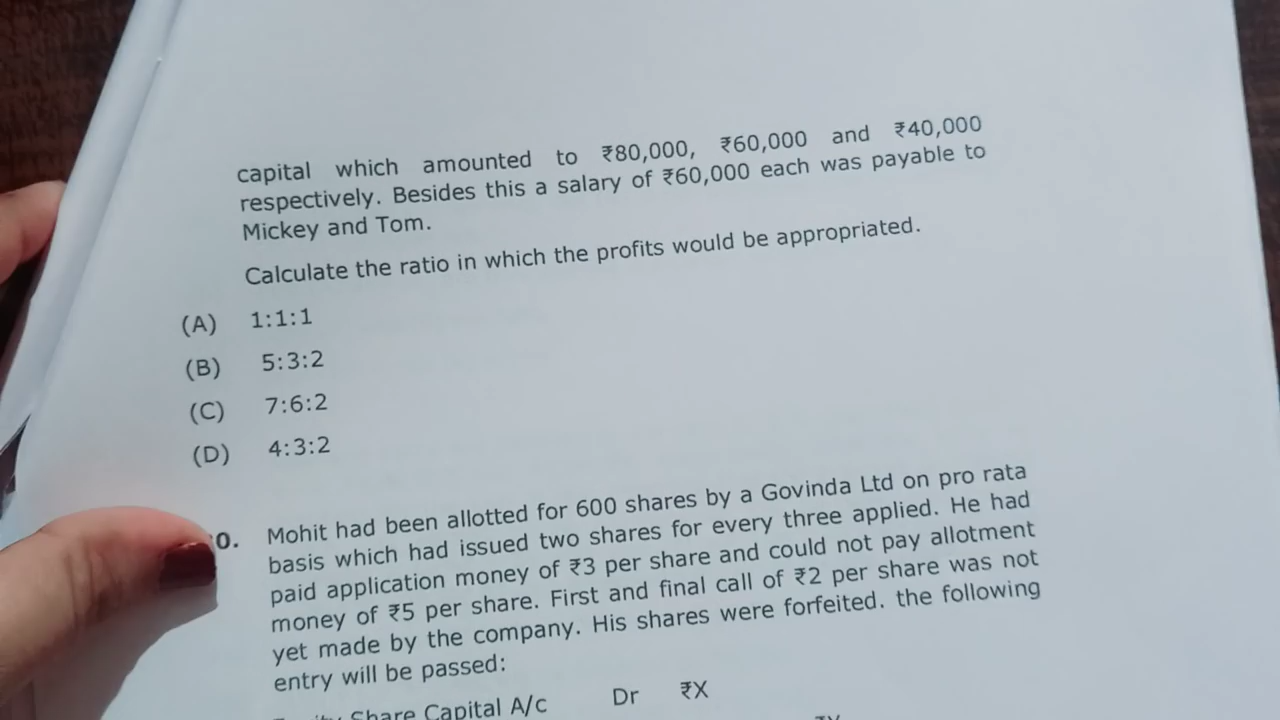 capital which amounted to ₹80,000, ₹60,000 and ₹40,000
respectively. Besides this a salary of ₹60,000 each was payable to
Mickey and Tom.
Calculate the ratio in which the profits would be appropriated.
(A) 1:1:1
(B) 5:3:2
(C) 7:6:2
(D) 4:3:2
0. Mohit had been allotted for 600 shares by a Govinda Ltd on pro rata
basis which had issued two shares for every three applied. He had
paid application money of ₹3 per share and could not pay allotment
money of ₹5 per share. First and final call of ₹2 per share was not
yet made by the company. His shares were forfeited. the following
entry will be passed:
Share Capital A/c Dr ₹X